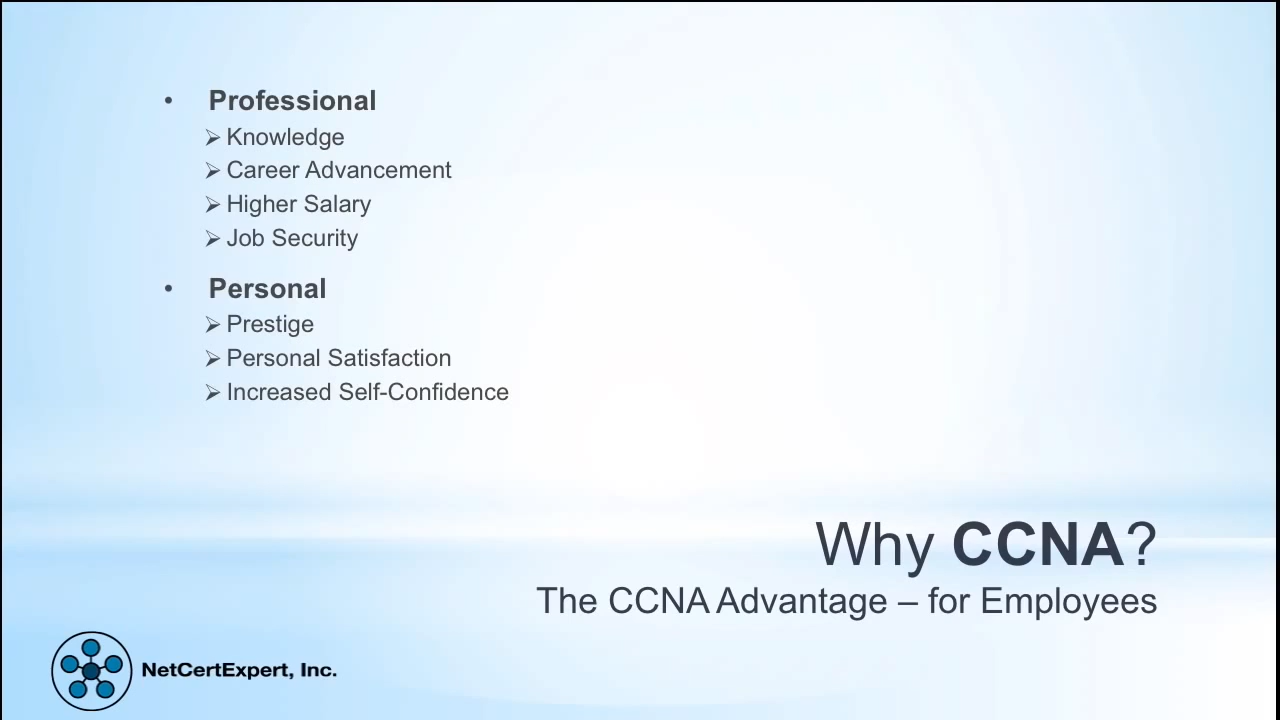 • Professional
➢ Knowledge
➢ Career Advancement
➢ Higher Salary
➢ Job Security
• Personal
➢ Prestige
➢ Personal Satisfaction
➢ Increased Self-Confidence
Why CCNA?
The CCNA Advantage – for Employees
NetCertExpert, Inc.